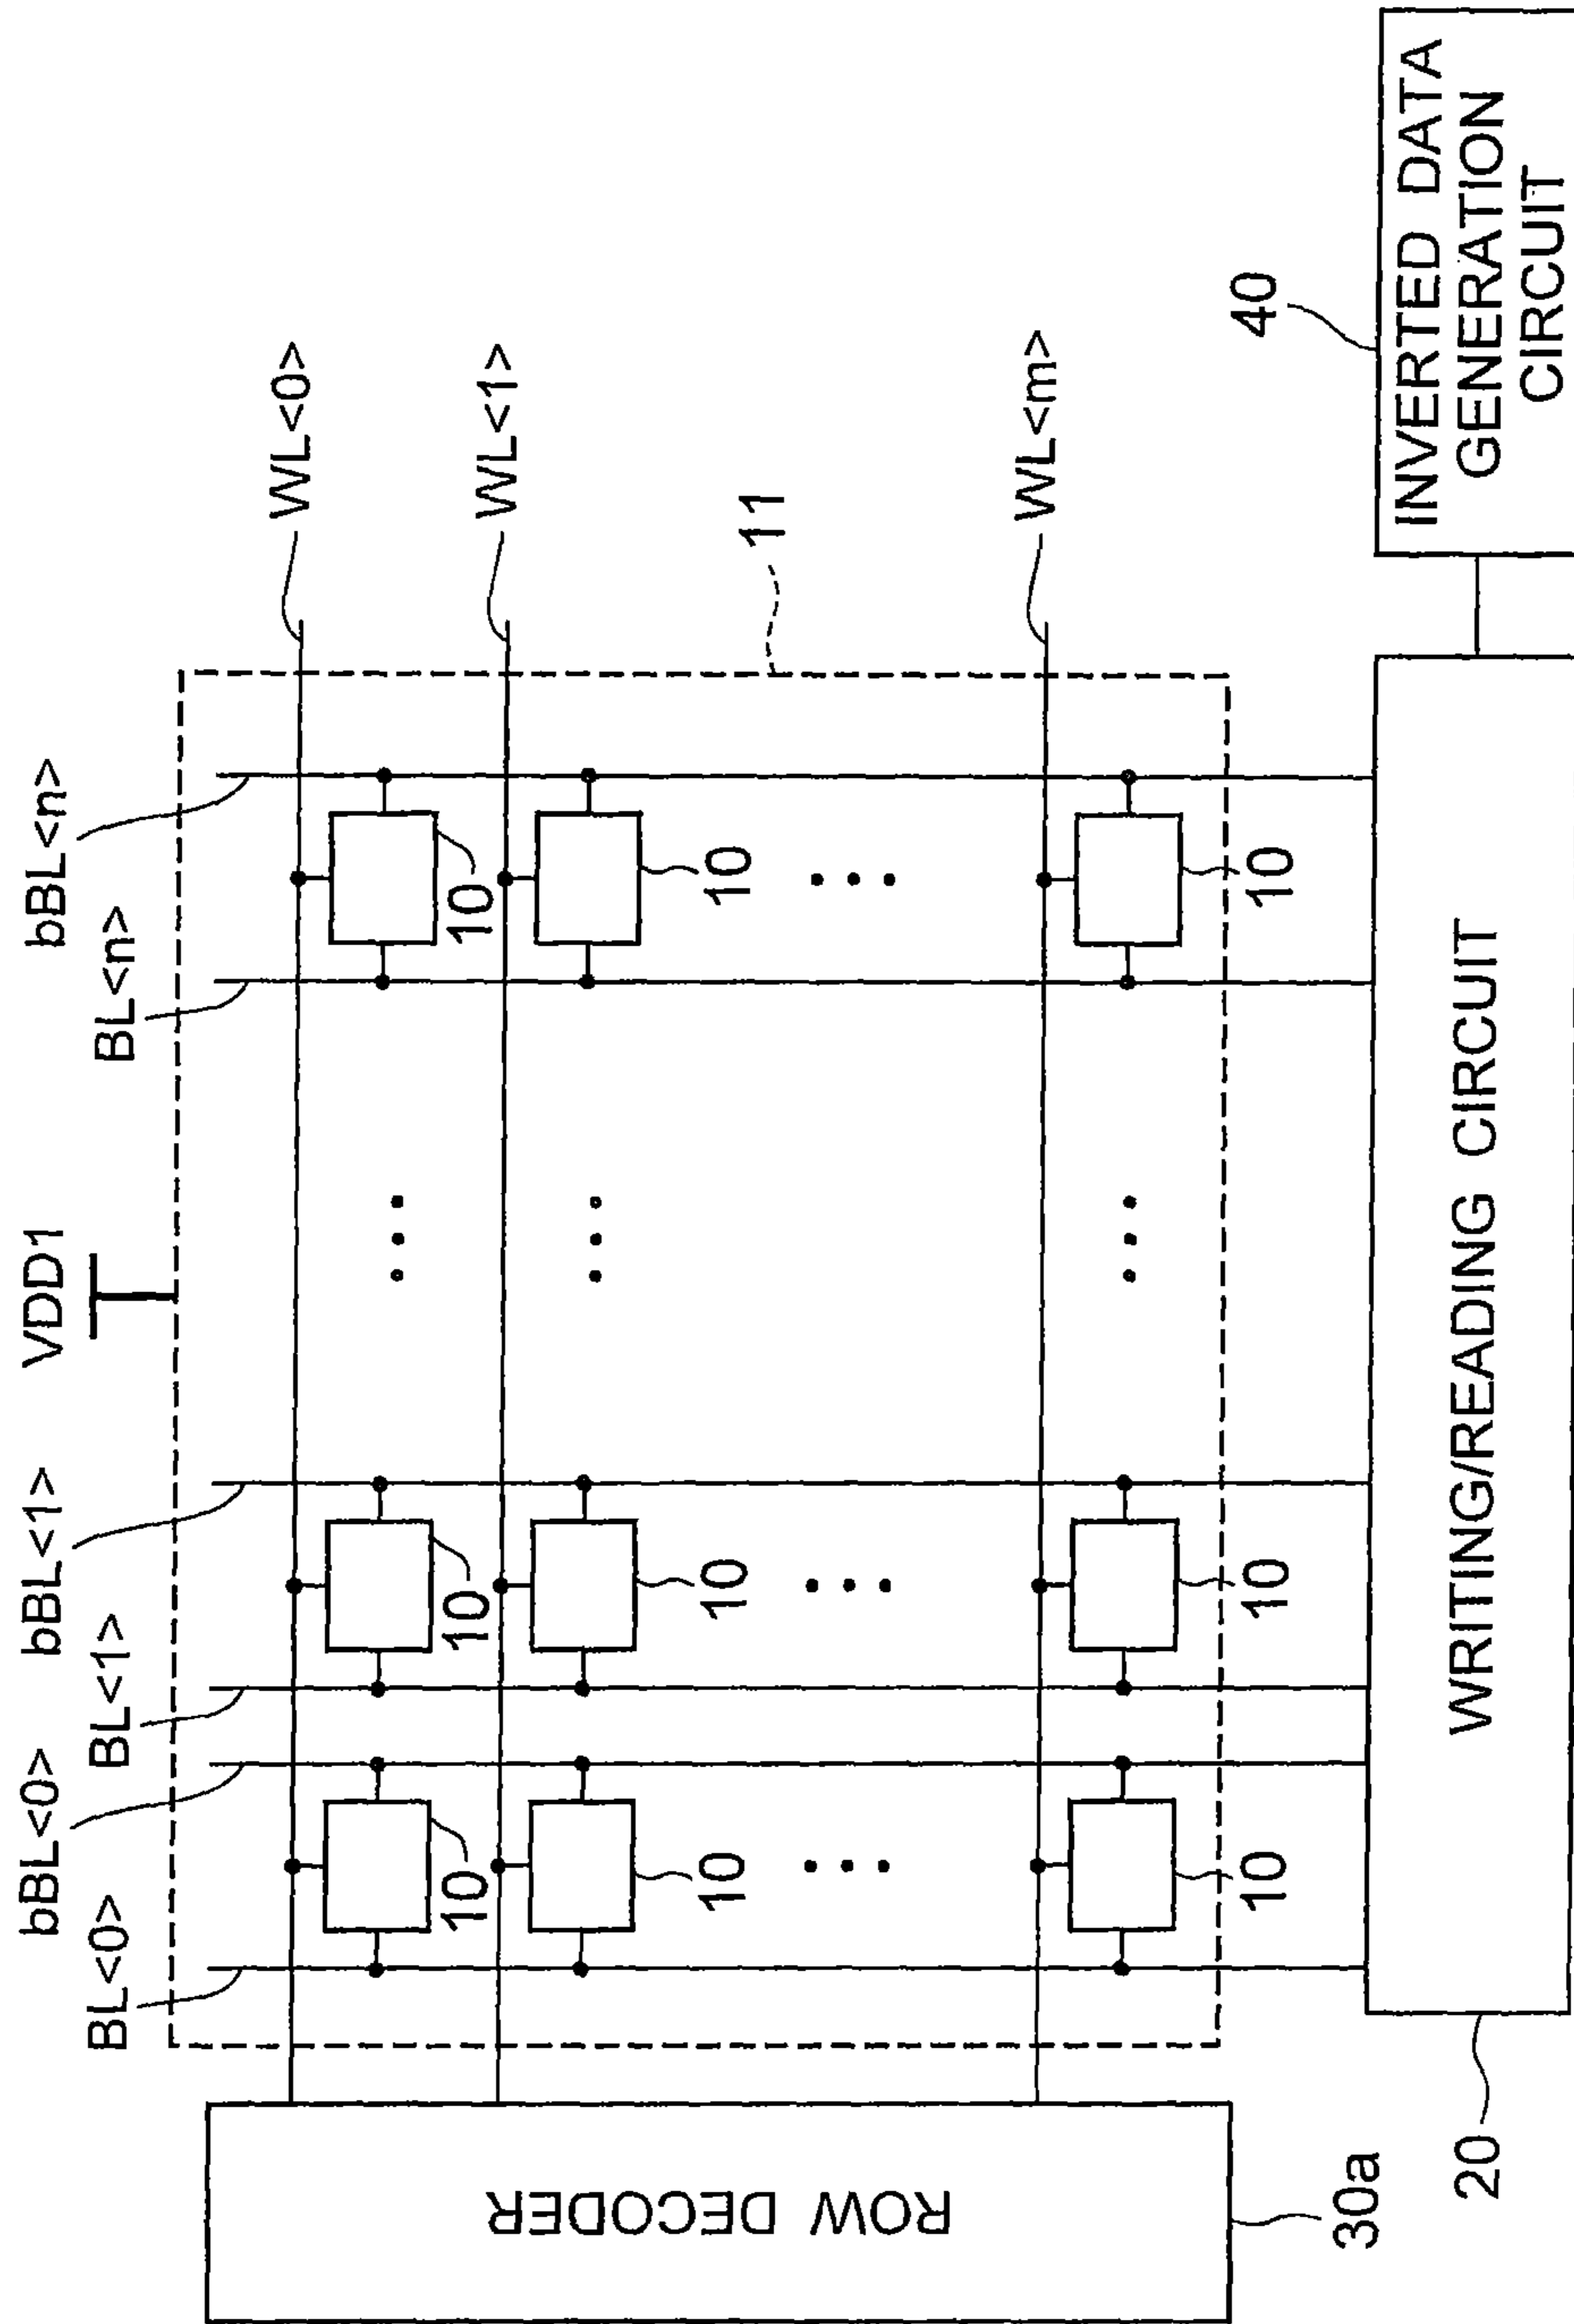 VDD1
bBL<0>
bBL<1>
bBL<n>
BL<0>
BL<1>
BL<n>
WL<0>
10
10
10
WL<1>
10
10
10
11
WL<m>
10
10
10
ROW DECODER
30a
40
20
WRITING/READING CIRCUIT
INVERTED DATA
GENERATION
CIRCUIT